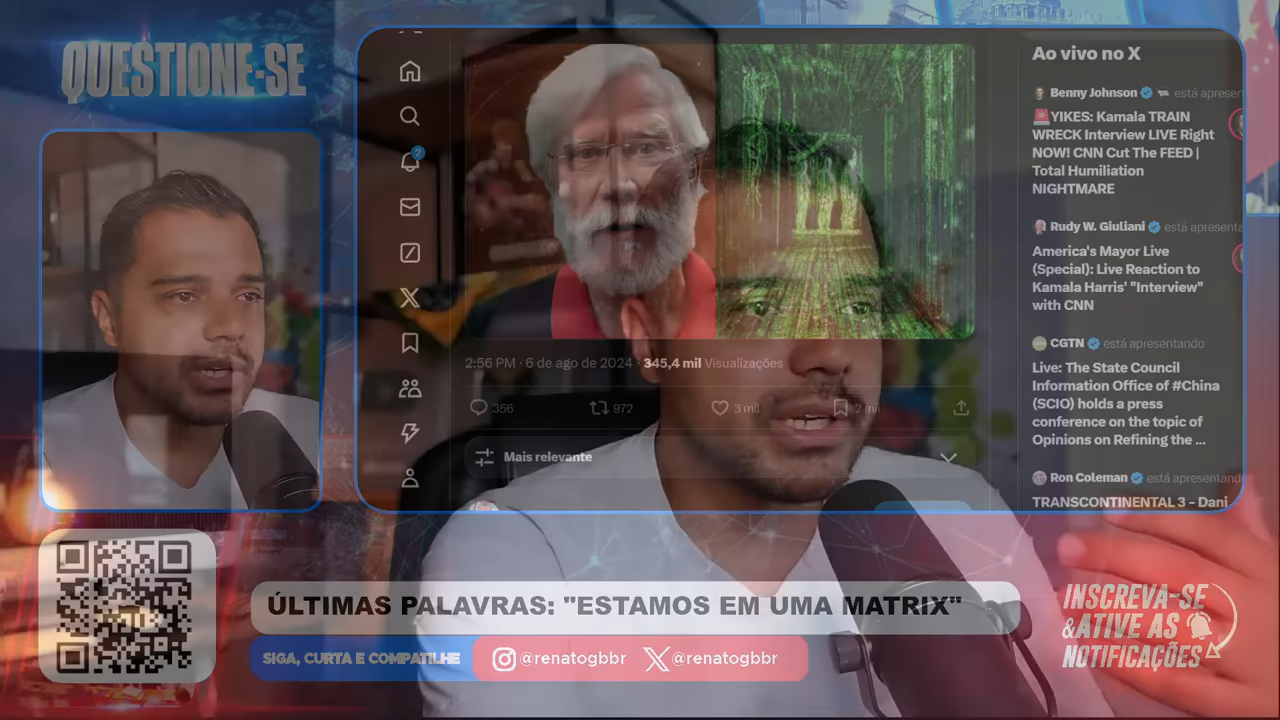 QUESTIONE-SE
2
Ao vivo no X
Benny Johnson está apresen
🚨YIKES: Kamala TRAIN
WRECK Interview LIVE Right
NOW! CNN Cut The FEED |
Total Humiliation
NIGHTMARE
Rudy W. Giuliani está apresenta
America's Mayor Live
(Special): Live Reaction to
Kamala Harris' "Interview"
with CNN
CGTN está apresentando
Live: The State Council
Information Office of #China
(SCIO) holds a press
conference on the topic of
Opinions on Refining the ...
Ron Coleman está apresentando
TRANSCONTINENTAL 3 - Dani
2:56 PM · 6 de ago de 2024 · 345,4 mil Visualizações
356 972 3 mil 2 mil
Mais relevante
ÚLTIMAS PALAVRAS: "ESTAMOS EM UMA MATRIX"
SIGA, CURTA E COMPATILHE @renatogbbr @renatogbbr
INSCREVA-SE
&ATIVE AS
NOTIFICAÇÕES